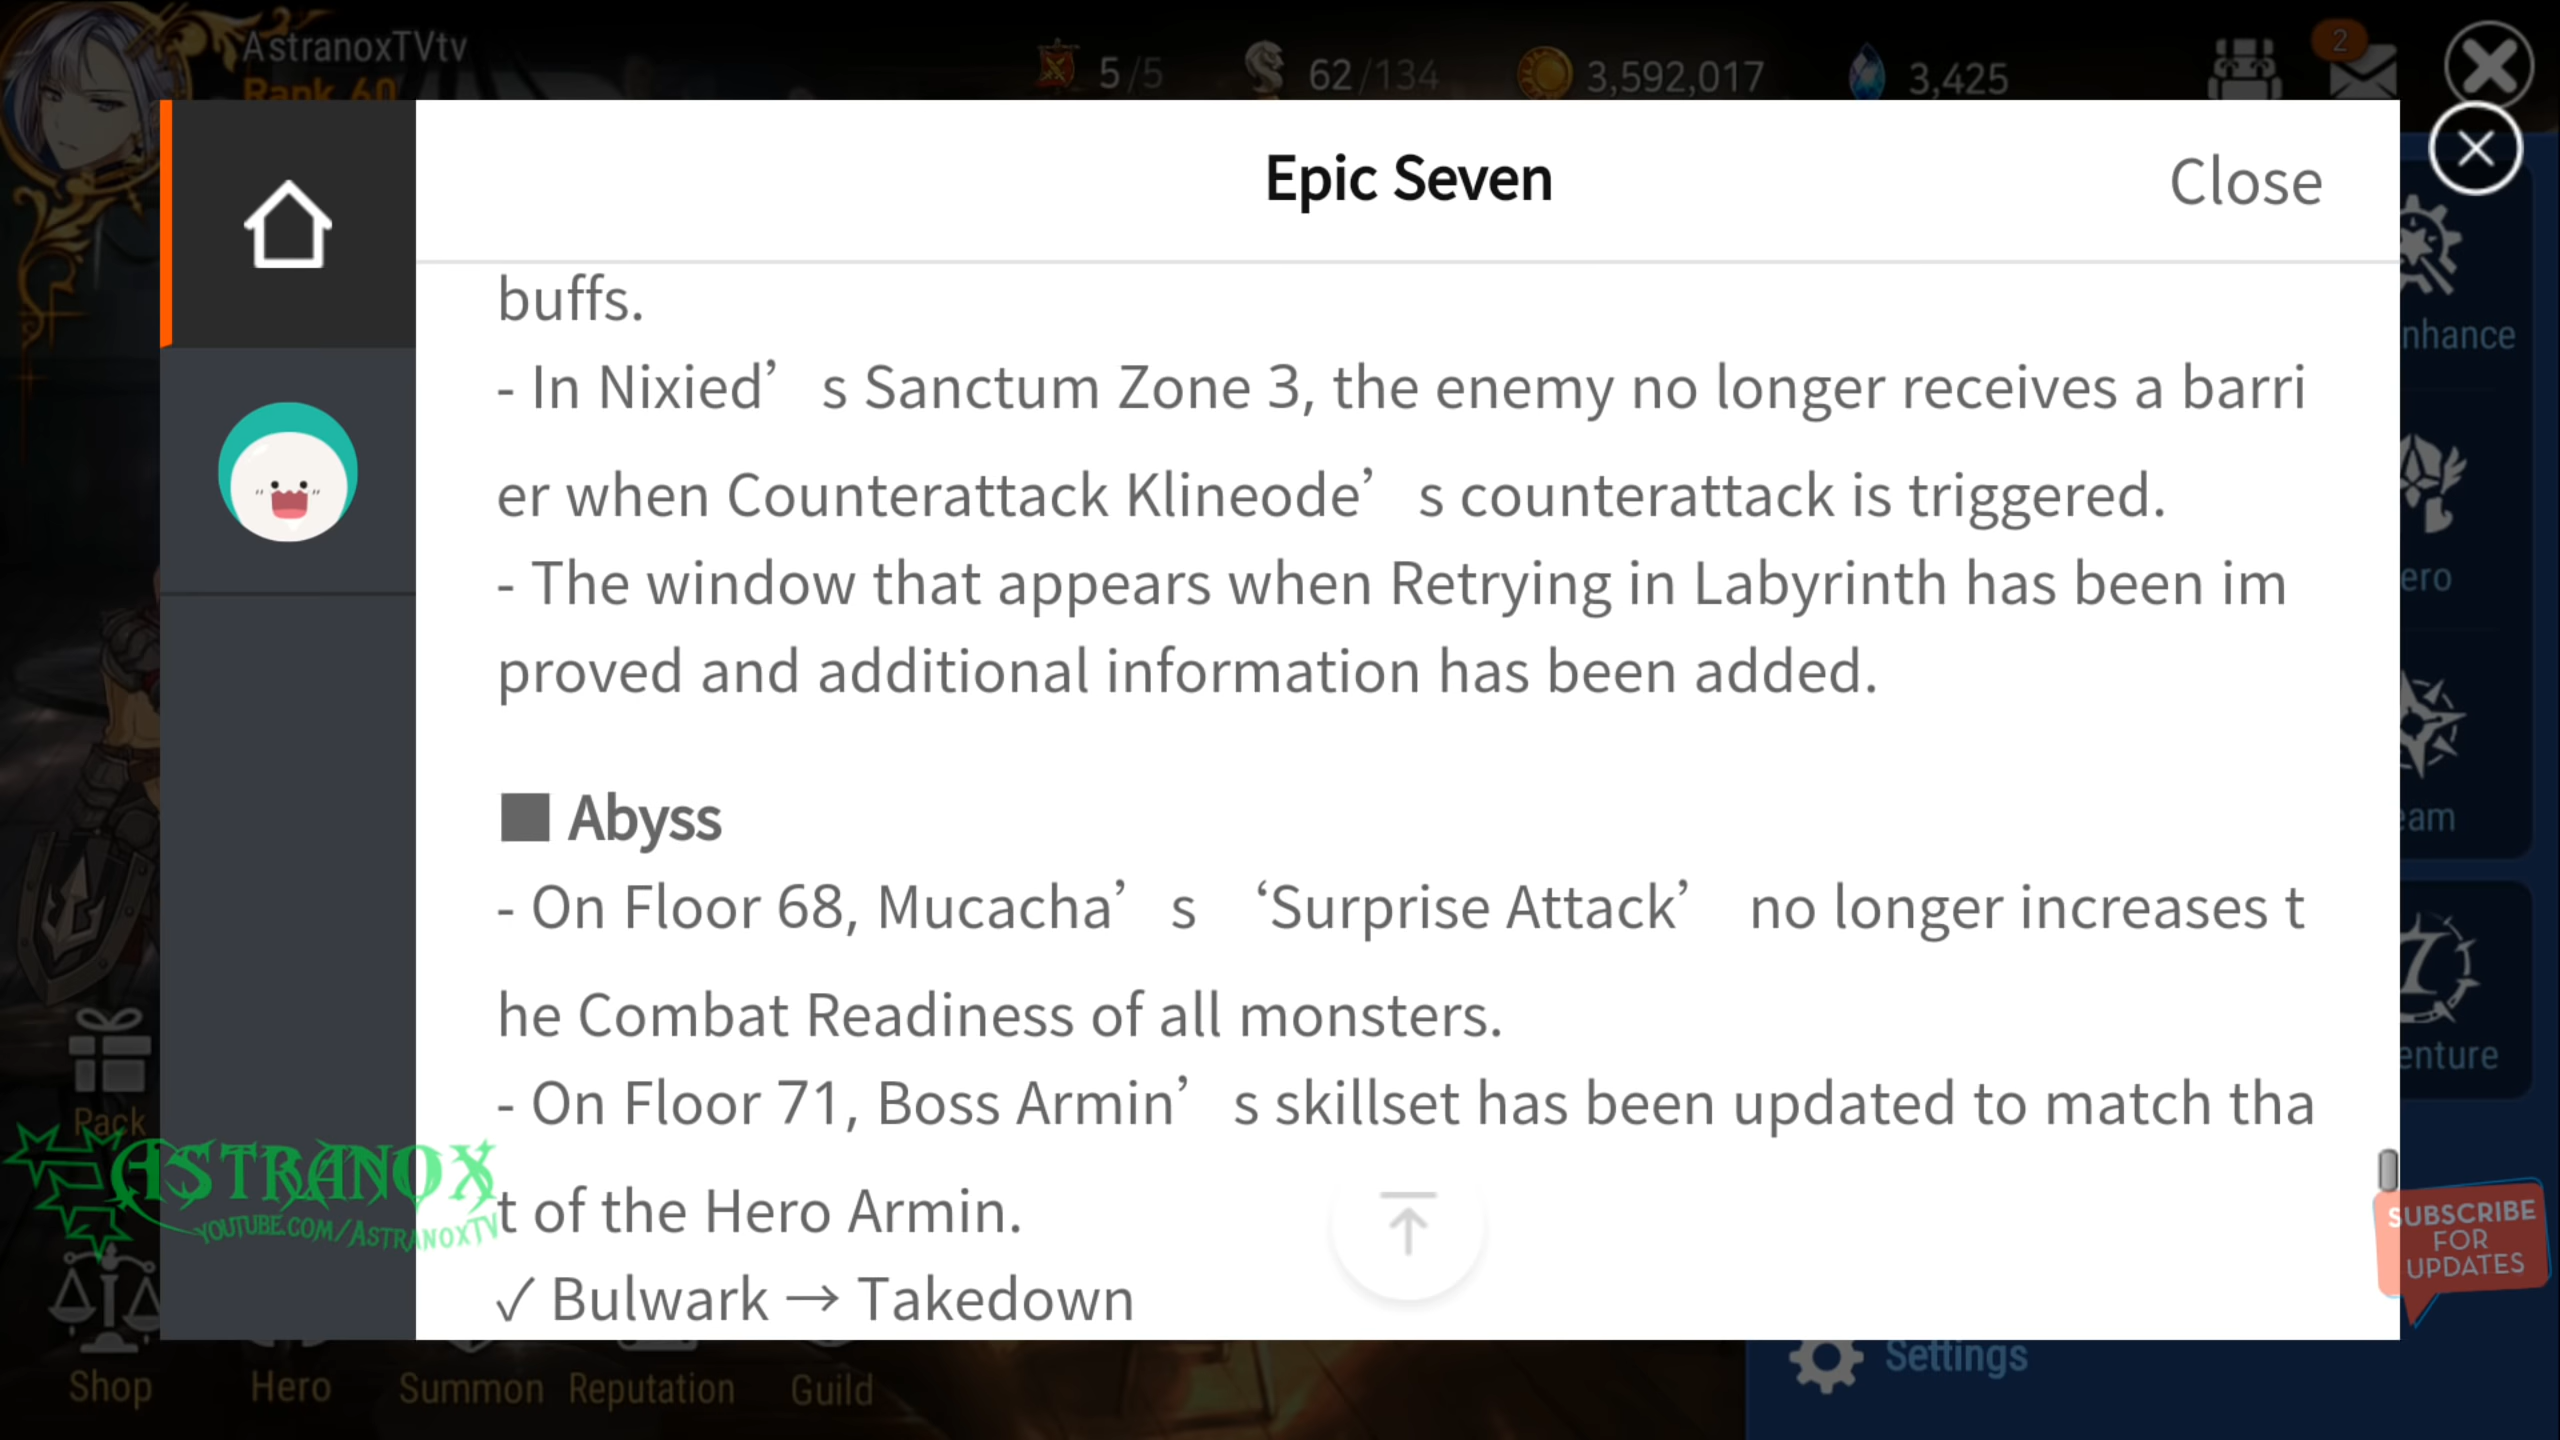 AstranoxTVtv
Rank 60
5/5
62/134
3,592,017
3,425
2
Epic Seven
Close
buffs.
- In Nixied’ s Sanctum Zone 3, the enemy no longer receives a barri
er when Counterattack Klineode’ s counterattack is triggered.
- The window that appears when Retrying in Labyrinth has been im
proved and additional information has been added.
■ Abyss
- On Floor 68, Mucacha’ s ‘Surprise Attack’ no longer increases t
he Combat Readiness of all monsters.
- On Floor 71, Boss Armin’ s skillset has been updated to match tha
t of the Hero Armin.
✓ Bulwark → Takedown
nhance
ero
eam
enture
Pack
ASTRANOX
YOUTUBE.COM/ASTRANOXTV
SUBSCRIBE
FOR
UPDATES
Shop
Hero
Summon
Reputation
Guild
Settings